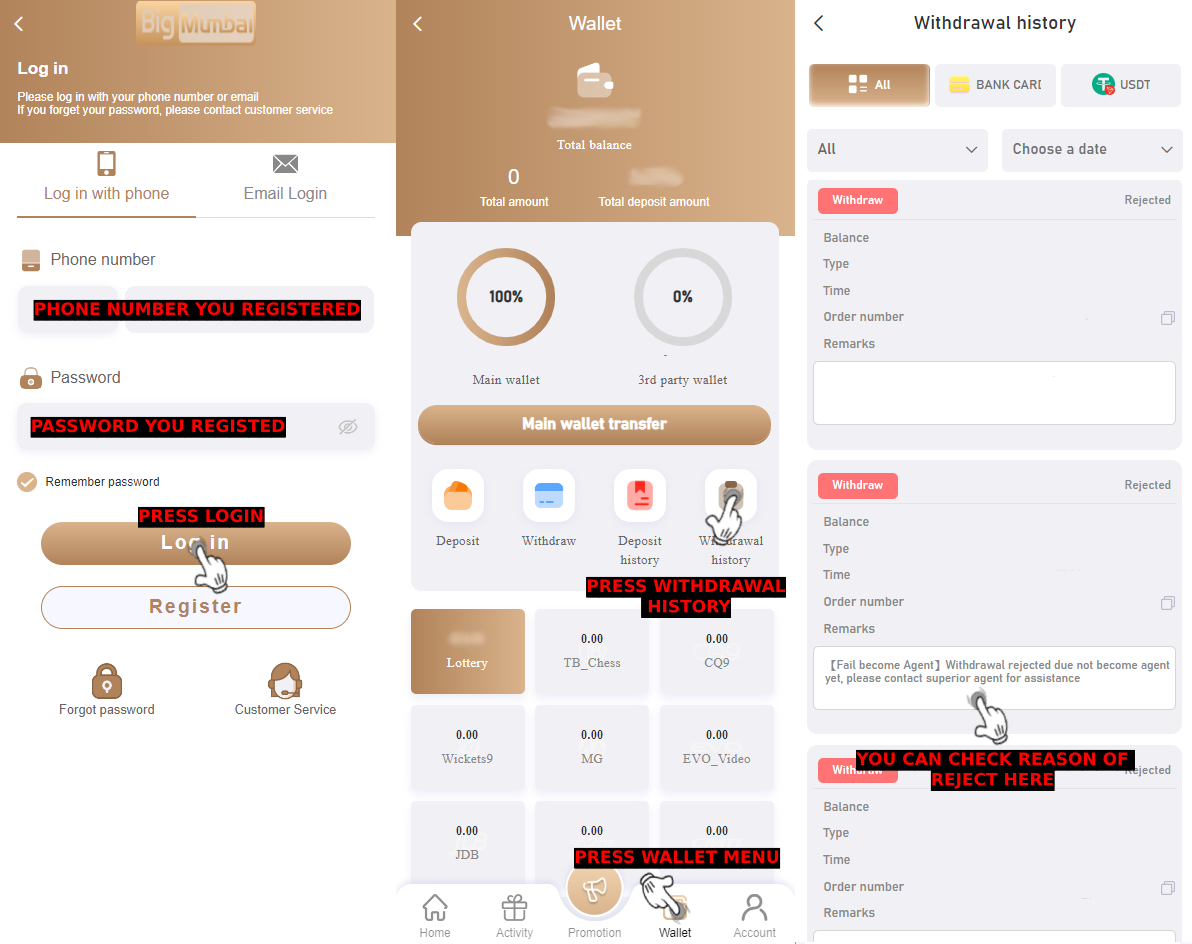 Big Mumbai
Log in
Please log in with your phone number or email
If you forget your password, please contact customer service
Log in with phone
Email Login
Phone number
PHONE NUMBER YOU REGISTERED
Password
PASSWORD YOU REGISTED
Remember password
PRESS LOGIN
Log in
Register
Forgot password
Customer Service
Wallet
Total balance
0
Total amount
Total deposit amount
100%
0%
Main wallet
3rd party wallet
Main wallet transfer
Deposit
Withdraw
Deposit
history
Withdrawal
history
PRESS WITHDRAWAL
HISTORY
Lottery
0.00
TB_Chess
0.00
CQ9
0.00
Wickets9
0.00
MG
0.00
EVO_Video
0.00
JDB
0.00
0.00
PRESS WALLET MENU
Home
Activity
Promotion
Wallet
Account
Withdrawal history
All
BANK CARD
USDT
All
Choose a date
Withdraw
Rejected
Balance
Type
Time
Order number
Remarks
Withdraw
Rejected
Balance
Type
Time
Order number
Remarks
【Fail become Agent】Withdrawal rejected due not become agent
yet, please contact superior agent for assistance
YOU CAN CHECK REASON OF
REJECT HERE
Withdraw
Rejected
Balance
Type
Time
Order number
Remarks